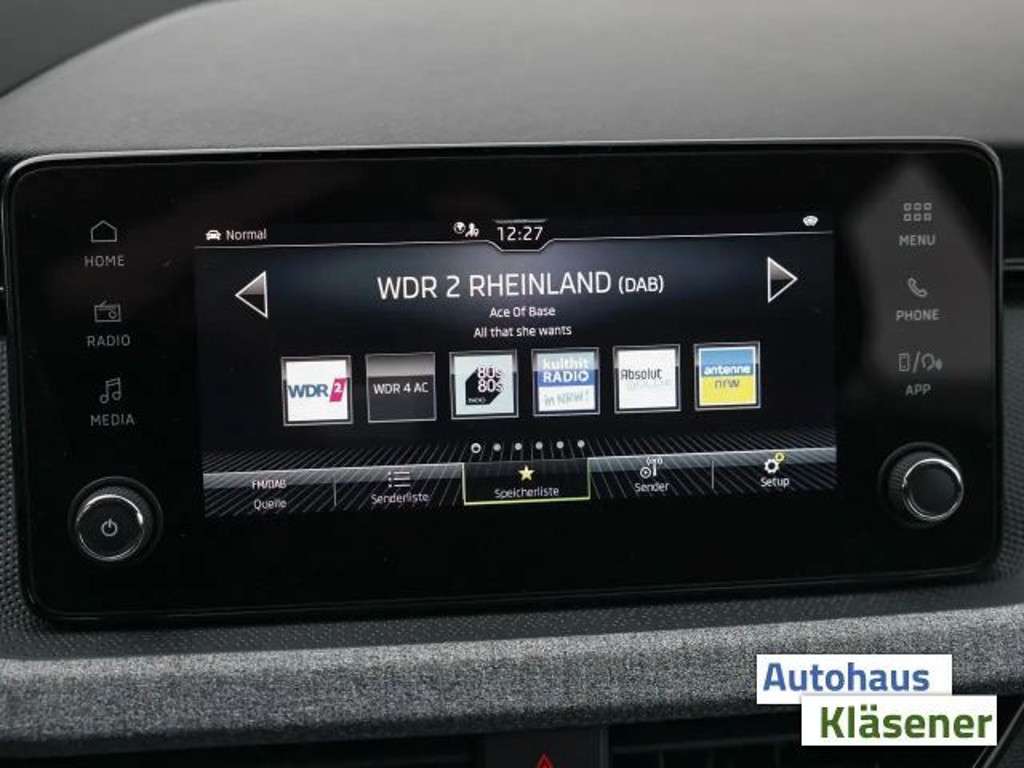 Normal
12:27
HOME
RADIO
MEDIA
WDR 2 RHEINLAND (DAB)
Ace Of Base
All that she wants
WDR 2
WDR 4 AC
80s
80s
RADIO
kulthit
RADIO
in NRW!
Absolut
antenne
nrw
FM/DAB
Quelle
Senderliste
Speicherliste
Sender
Setup
MENU
PHONE
APP
Autohaus
Kläsener